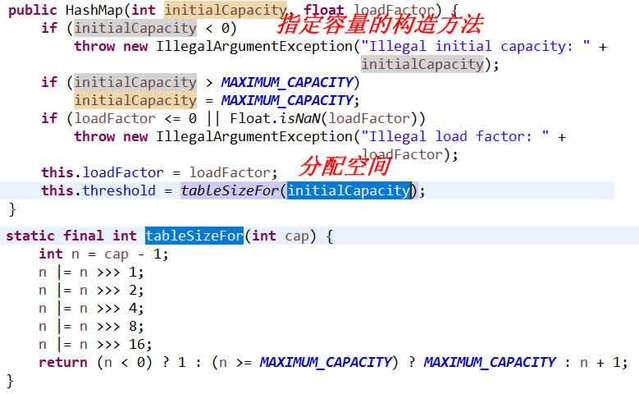 public HashMap(int initialCapacity, float loadFactor) {
if (initialCapacity < 0) 指定容量的构造方法
throw new IllegalArgumentException("Illegal initial capacity: " +
initialCapacity);
if (initialCapacity > MAXIMUM_CAPACITY)
initialCapacity = MAXIMUM_CAPACITY;
if (loadFactor <= 0 || Float.isNaN(loadFactor))
throw new IllegalArgumentException("Illegal load factor: " +
loadFactor);
this.loadFactor = loadFactor; 分配空间
this.threshold = tableSizeFor(initialCapacity);
}
static final int tableSizeFor(int cap) {
int n = cap - 1;
n |= n >>> 1;
n |= n >>> 2;
n |= n >>> 4;
n |= n >>> 8;
n |= n >>> 16;
return (n < 0) ? 1 : (n >= MAXIMUM_CAPACITY) ? MAXIMUM_CAPACITY : n + 1;
}